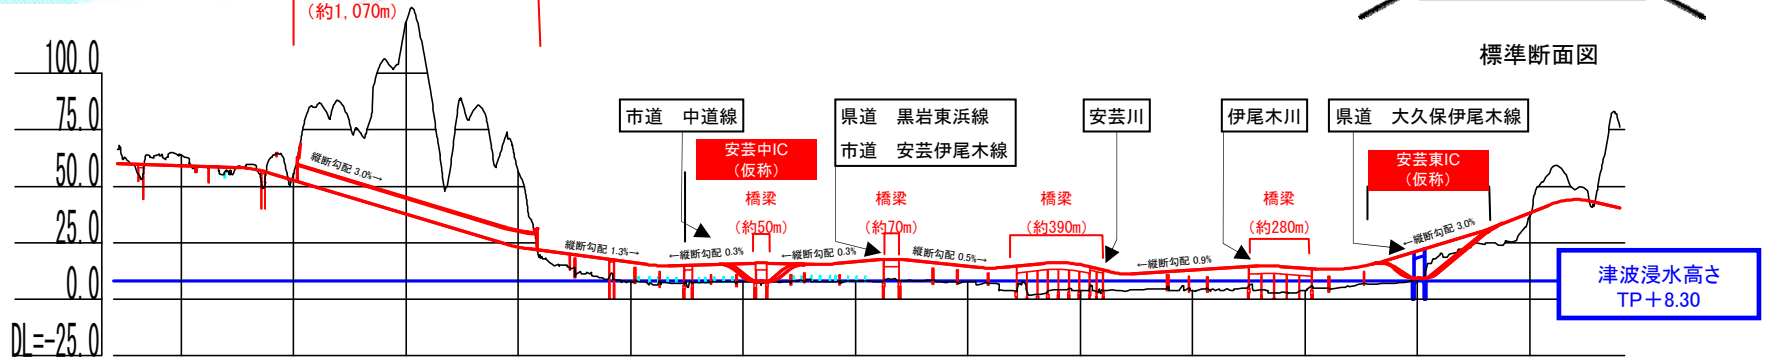 (約1,070m)
標準断面図
100.0
75.0
50.0
25.0
0.0
DL=-25.0
縦断勾配 3.0%→
縦断勾配 1.3%→
市道　中道線
安芸中IC
(仮称)
橋梁
(約50m)
←縦断勾配 0.3%
←縦断勾配 0.3%
県道　黒岩東浜線
市道　安芸伊尾木線
橋梁
(約70m)
縦断勾配 0.5%→
橋梁
(約390m)
安芸川
←縦断勾配 0.9%
伊尾木川
橋梁
(約280m)
県道　大久保伊尾木線
安芸東IC
(仮称)
←縦断勾配 3.0%
津波浸水高さ
TP＋8.30